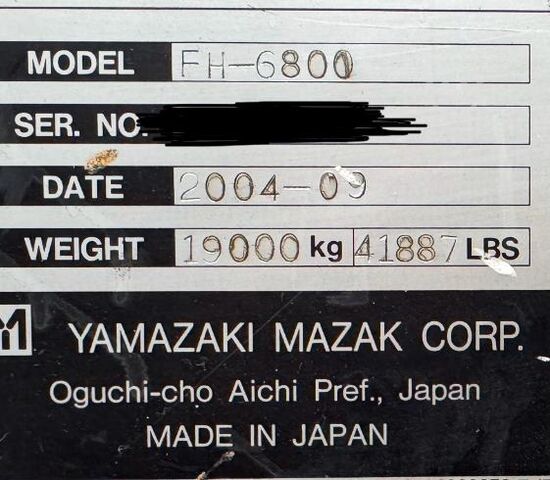 MODEL FH-6800
SER. NO.
DATE 2004-09
WEIGHT 19000 kg 41887 LBS
M YAMAZAKI MAZAK CORP.
Oguchi-cho Aichi Pref., Japan
MADE IN JAPAN